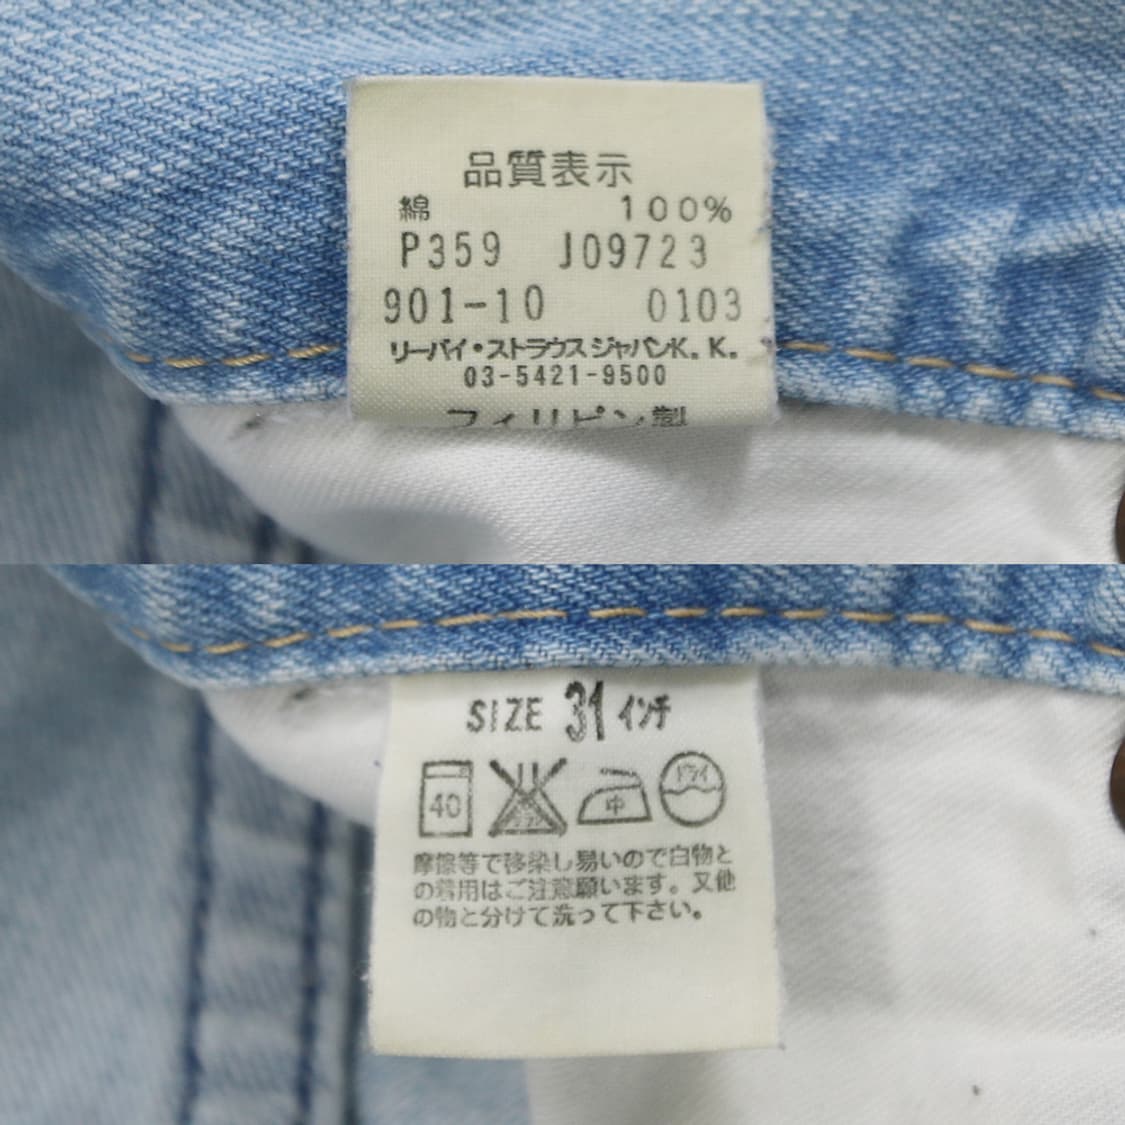 品質表示
綿 100%
P359 J09723
901-10 0103
リーバイ・ストラウスジャパンK.K.
03-5421-9500
フィリピン製
SIZE 31 インチ
40 中 ドライ
摩擦等で移染し易いので白物と
の着用はご注意願います。又他
の物と分けて洗って下さい。